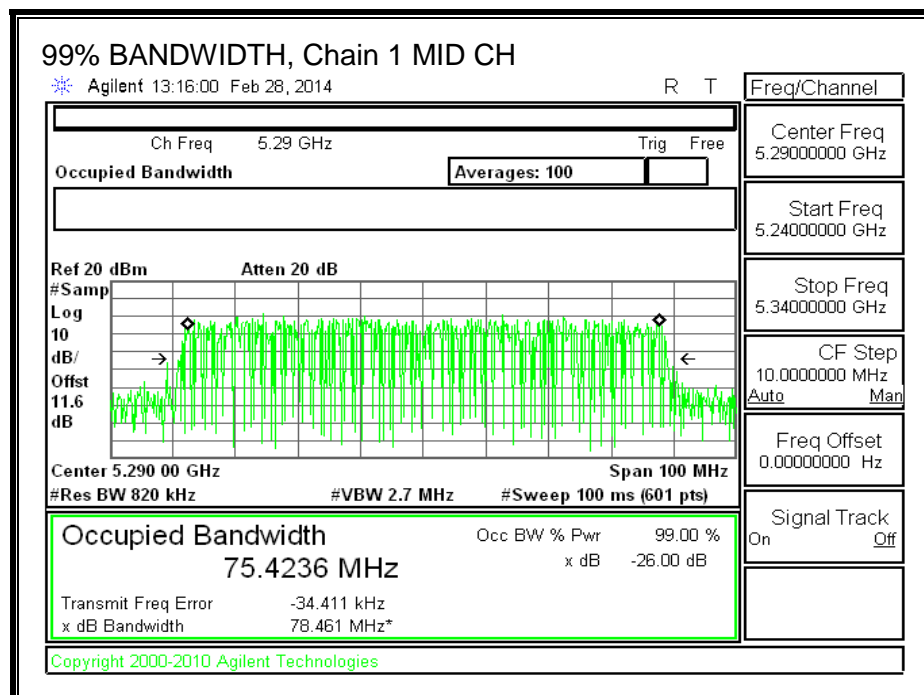 99% BANDWIDTH, Chain 1 MID CH
Agilent 13:16:00 Feb 28, 2014 R T
Ch Freq 5.29 GHz Trig Free
Occupied Bandwidth Averages: 100
Ref 20 dBm Atten 20 dB
#Samp
Log
10
dB/
Offst
11.6
dB
Center 5.290 00 GHz Span 100 MHz
#Res BW 820 kHz #VBW 2.7 MHz #Sweep 100 ms (601 pts)
Occupied Bandwidth Occ BW % Pwr 99.00 %
75.4236 MHz x dB -26.00 dB
Transmit Freq Error -34.411 kHz
x dB Bandwidth 78.461 MHz*
Copyright 2000-2010 Agilent Technologies
Freq/Channel
Center Freq
5.29000000 GHz
Start Freq
5.24000000 GHz
Stop Freq
5.34000000 GHz
CF Step
10.0000000 MHz
Auto Man
Freq Offset
0.00000000 Hz
Signal Track
On Off